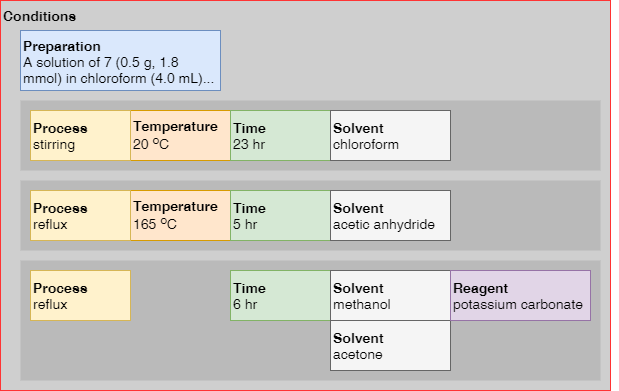 Conditions
Preparation
A solution of 7 (0.5 g, 1.8
mmol) in chloroform (4.0 mL)...
Process
stirring
Temperature
20 °C
Time
23 hr
Solvent
chloroform
Process
reflux
Temperature
165 °C
Time
5 hr
Solvent
acetic anhydride
Process
reflux
Time
6 hr
Solvent
methanol
Reagent
potassium carbonate
Solvent
acetone